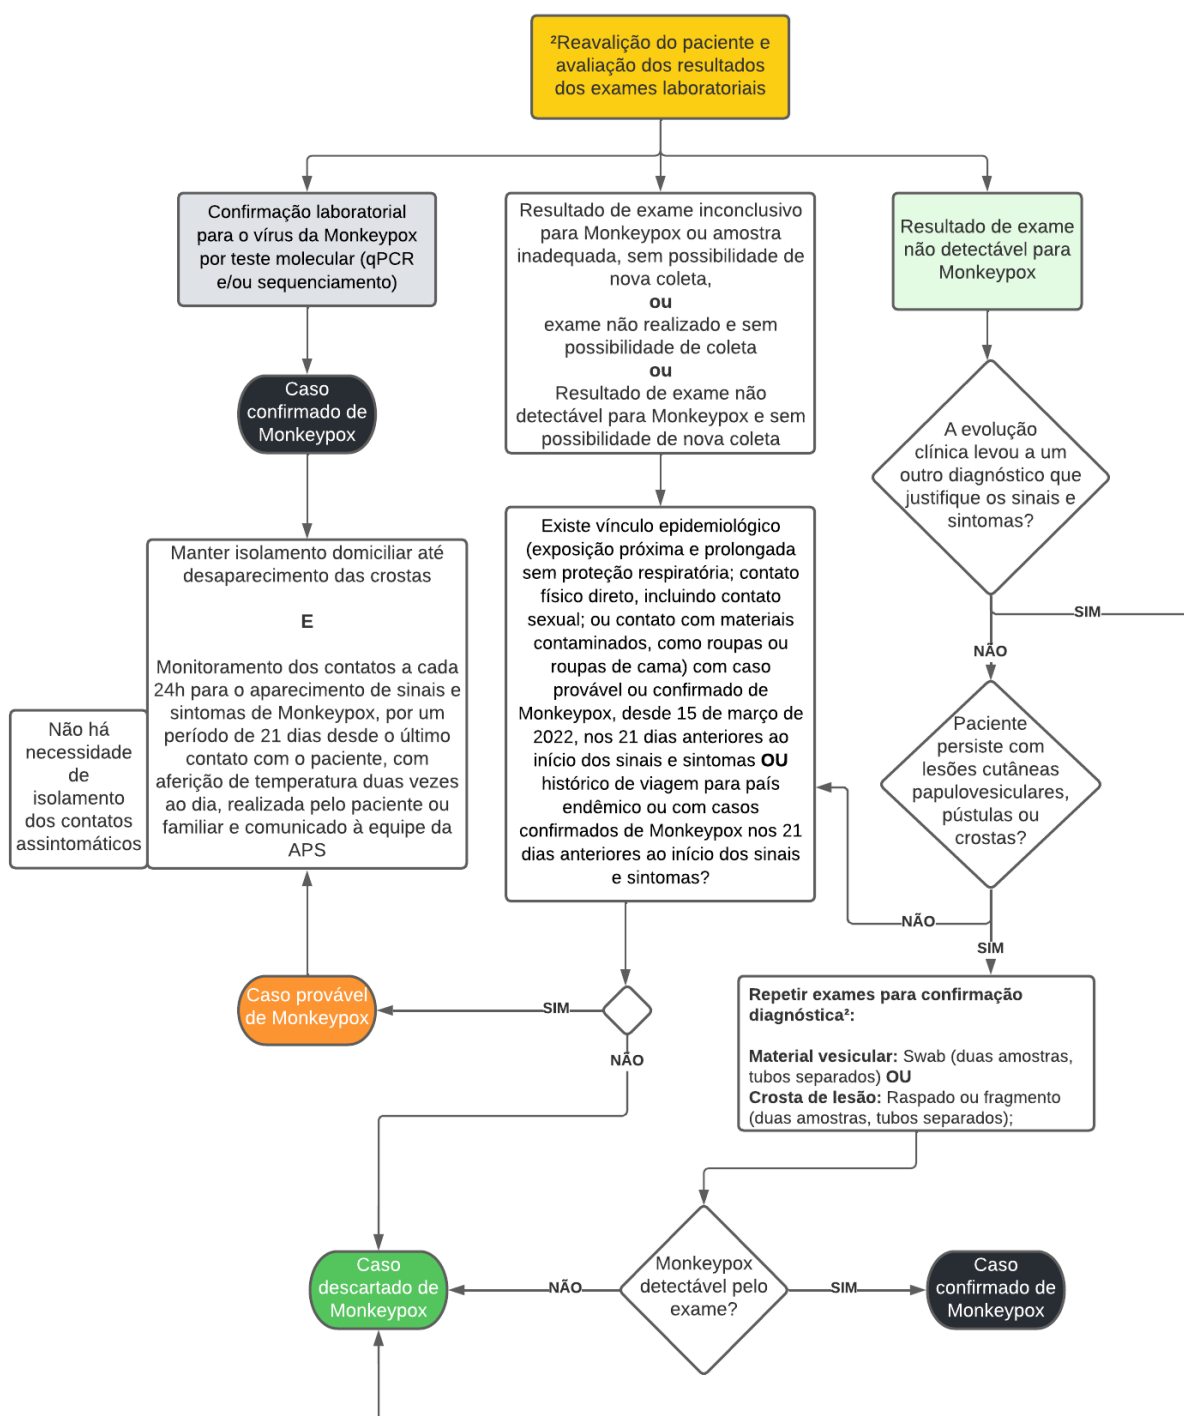 ²Reavalição do paciente e
avaliação dos resultados
dos exames laboratoriais
Confirmação laboratorial
para o vírus da Monkeypox
por teste molecular (qPCR
e/ou sequenciamento)
Resultado de exame inconclusivo
para Monkeypox ou amostra
inadequada, sem possibilidade de
nova coleta,
ou
exame não realizado e sem
possibilidade de coleta
ou
Resultado de exame não
detectável para Monkeypox e sem
possibilidade de nova coleta
Resultado de exame
não detectável para
Monkeypox
Caso
confirmado de
Monkeypox
A evolução
clínica levou a um
outro diagnóstico que
justifique os sinais e
sintomas?
Manter isolamento domiciliar até
desaparecimento das crostas
E
Monitoramento dos contatos a cada
24h para o aparecimento de sinais e
sintomas de Monkeypox, por um
período de 21 dias desde o último
contato com o paciente, com
aferição de temperatura duas vezes
ao dia, realizada pelo paciente ou
familiar e comunicado à equipe da
APS
Não há
necessidade
de
isolamento
dos contatos
assintomáticos
Existe vínculo epidemiológico
(exposição próxima e prolongada
sem proteção respiratória; contato
físico direto, incluindo contato
sexual; ou contato com materiais
contaminados, como roupas ou
roupas de cama) com caso
provável ou confirmado de
Monkeypox, desde 15 de março de
2022, nos 21 dias anteriores ao
início dos sinais e sintomas OU
histórico de viagem para país
endêmico ou com casos
confirmados de Monkeypox nos 21
dias anteriores ao início dos sinais
e sintomas?
SIM
NÃO
Paciente
persiste com
lesões cutâneas
papulovesiculares,
pústulas ou
crostas?
NÃO
SIM
Caso provável
de Monkeypox
SIM
NÃO
Repetir exames para confirmação
diagnóstica²:
Material vesicular: Swab (duas amostras,
tubos separados) OU
Crosta de lesão: Raspado ou fragmento
(duas amostras, tubos separados);
Caso
descartado de
Monkeypox
NÃO
Monkeypox
detectável pelo
exame?
SIM
Caso
confirmado de
Monkeypox